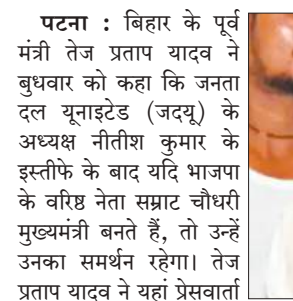 पटना : बिहार के पूर्व
मंत्री तेज प्रताप यादव ने
बुधवार को कहा कि जनता
दल यूनाइटेड (जदयू) के
अध्यक्ष नीतीश कुमार के
इस्तीफे के बाद यदि भाजपा
के वरिष्ठ नेता सम्राट चौधरी
मुख्यमंत्री बनते हैं, तो उन्हें
उनका समर्थन रहेगा। तेज
प्रताप यादव ने यहां प्रेसवार्ता